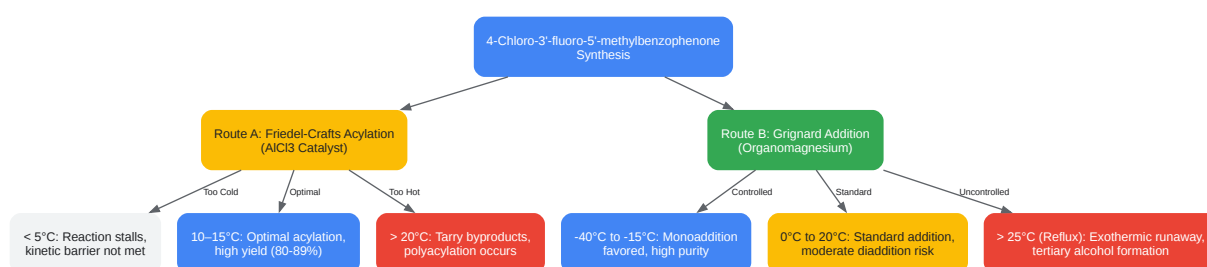 4-Chloro-3'-fluoro-5'-methylbenzophenone
Synthesis
Route A: Friedel-Crafts Acylation
(AlCl3 Catalyst)
Route B: Grignard Addition
(Organomagnesium)
Too Cold
Optimal
Too Hot
Controlled
Standard
Uncontrolled
< 5°C: Reaction stalls,
kinetic barrier not met
10–15°C: Optimal acylation,
high yield (80-89%)
> 20°C: Tarry byproducts,
polyacylation occurs
-40°C to -15°C: Monoaddition
favored, high purity
0°C to 20°C: Standard addition,
moderate diaddition risk
> 25°C (Reflux): Exothermic runaway,
tertiary alcohol formation